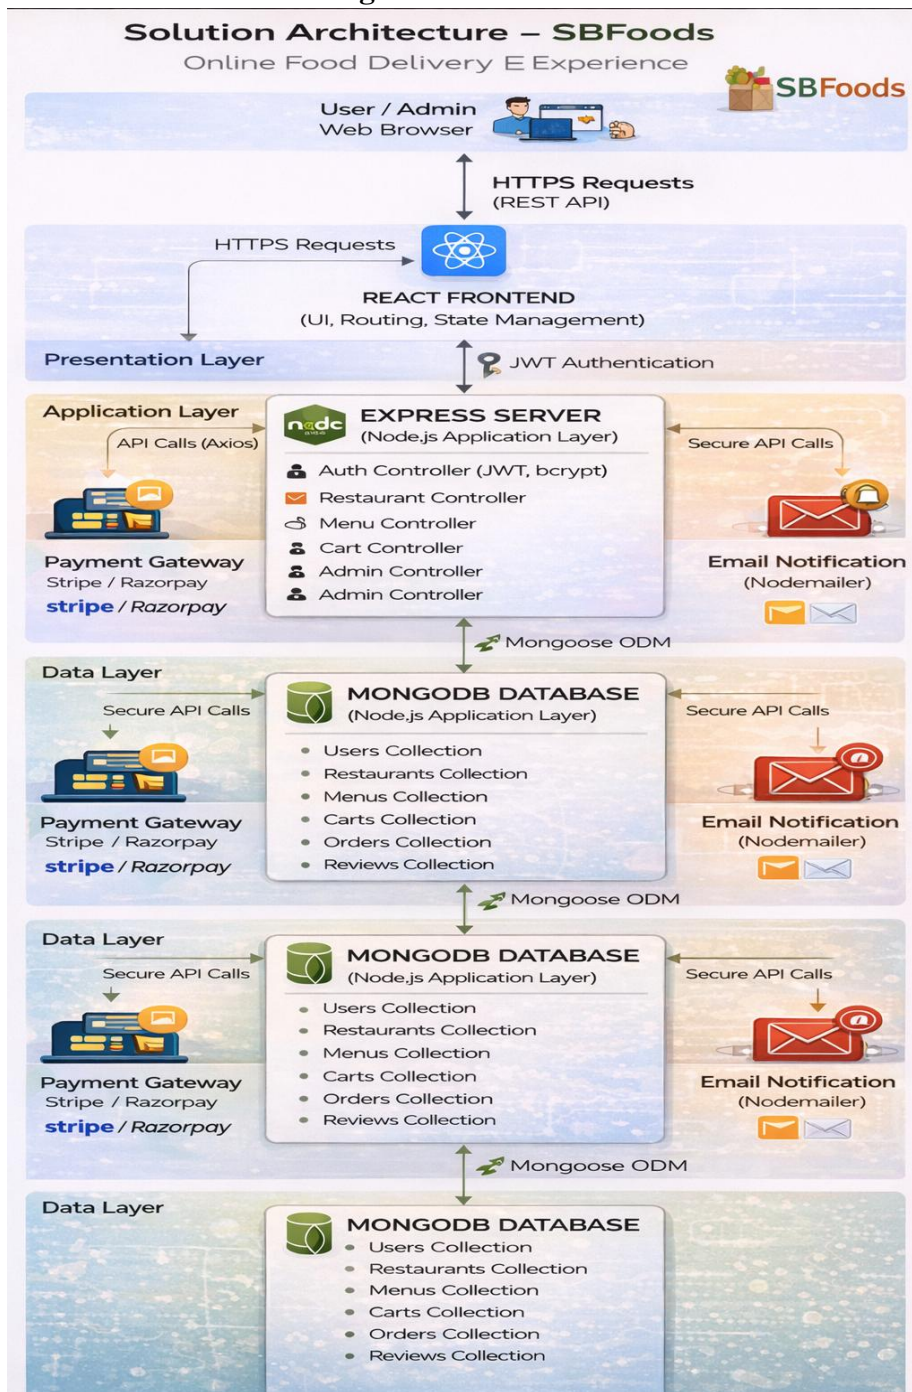 Solution Architecture – SBFoods
Online Food Delivery E Experience
SBFoods
User / Admin
Web Browser
HTTPS Requests
(REST API)
HTTPS Requests
REACT FRONTEND
(UI, Routing, State Management)
Presentation Layer
JWT Authentication
Application Layer
EXPRESS SERVER
(Node.js Application Layer)
API Calls (Axios)
Secure API Calls
Auth Controller (JWT, bcrypt)
Restaurant Controller
Menu Controller
Cart Controller
Admin Controller
Admin Controller
Payment Gateway
Stripe / Razorpay
stripe / Razorpay
Email Notification
(Nodemailer)
Mongoose ODM
Data Layer
MONGODB DATABASE
(Node.js Application Layer)
Secure API Calls
Secure API Calls
Users Collection
Restaurants Collection
Menus Collection
Carts Collection
Orders Collection
Reviews Collection
Payment Gateway
Stripe / Razorpay
stripe / Razorpay
Email Notification
(Nodemailer)
Mongoose ODM
Data Layer
MONGODB DATABASE
(Node.js Application Layer)
Secure API Calls
Secure API Calls
Users Collection
Restaurants Collection
Menus Collection
Carts Collection
Orders Collection
Reviews Collection
Payment Gateway
Stripe / Razorpay
stripe / Razorpay
Email Notification
(Nodemailer)
Mongoose ODM
Data Layer
MONGODB DATABASE
Users Collection
Restaurants Collection
Menus Collection
Carts Collection
Orders Collection
Reviews Collection